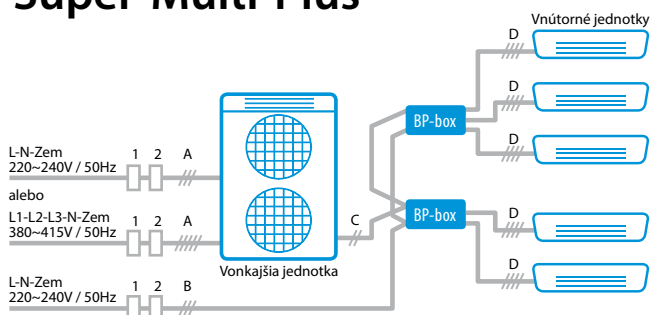 Super Multi Plus
Vnútorné jednotky
D
D
D
BP-box
L-N-Zem
220~240V / 50Hz
1 2 A
alebo
L1-L2-L3-N-Zem
380~415V / 50Hz
1 2 A
C
BP-box
D
D
Vonkajšia jednotka
L-N-Zem
220~240V / 50Hz
1 2 B